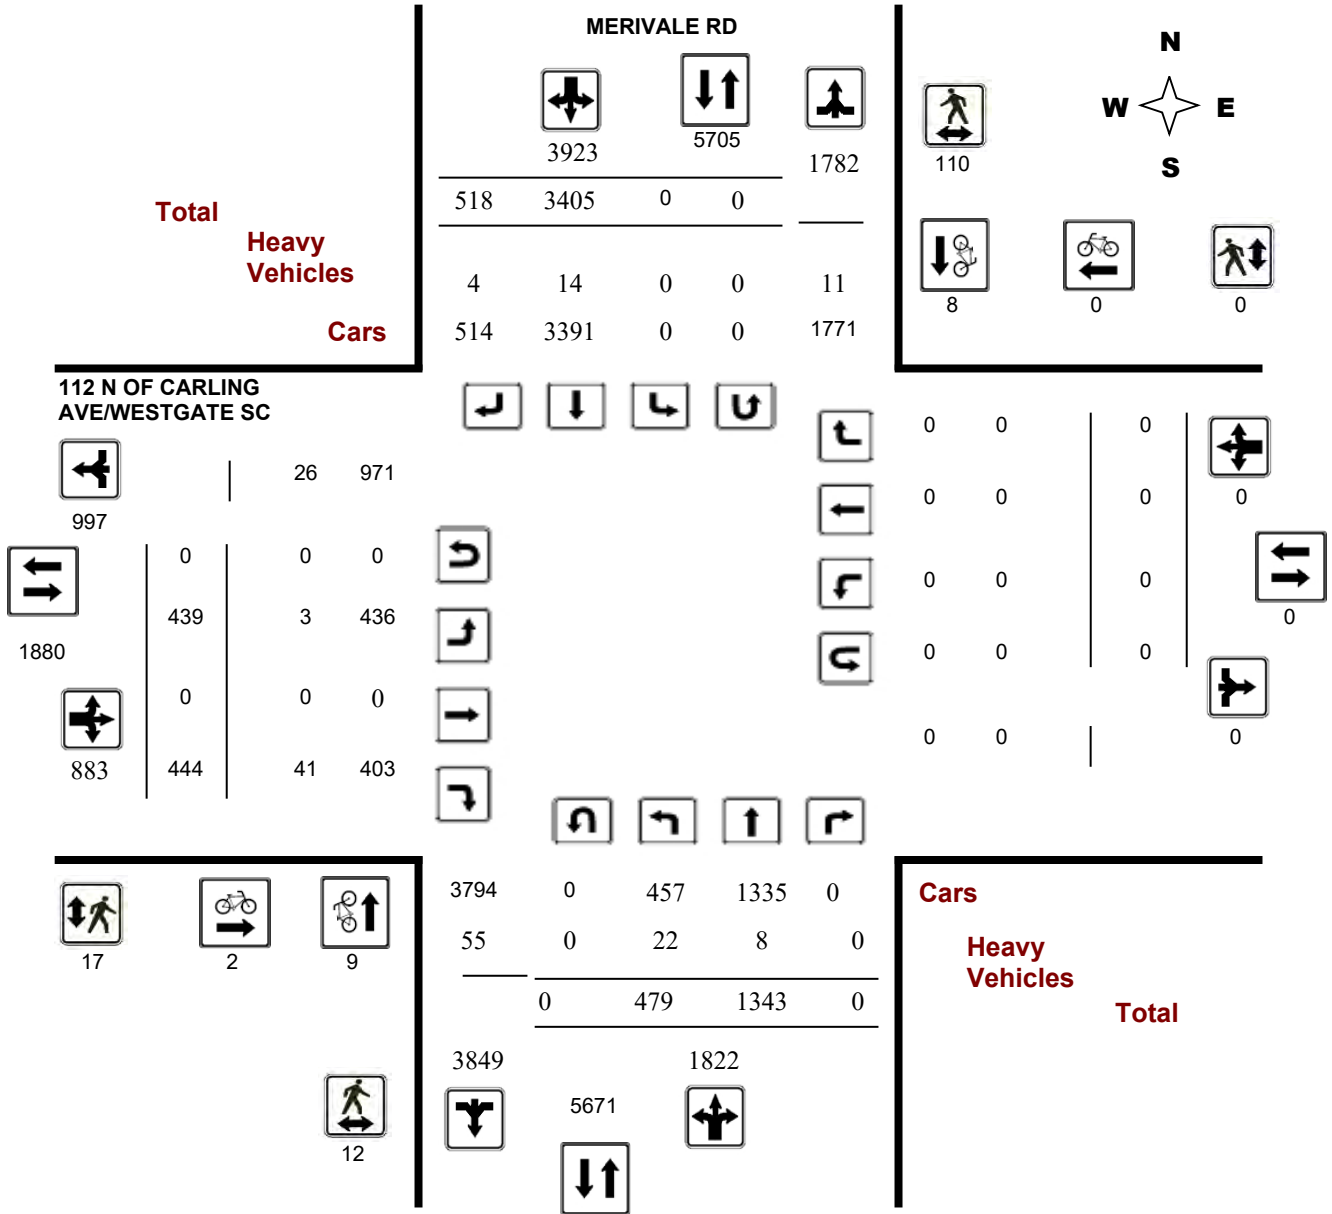 MERIVALE RD
N
W E
S
3923 5705 1782 110
518 3405 0 0
Total
Heavy
Vehicles
4 14 0 0 11
8 0 0
Cars
514 3391 0 0 1771
112 N OF CARLING
AVE/WESTGATE SC
0 0 0
26 971
0 0 0 0
997
0 0 0
0 0 0
439 3 436
0
1880
0 0 0
0 0 0
0 0 0
883 444 41 403
3794 0 457 1335 0
Cars
55 0 22 8 0
Heavy
Vehicles
17 2 9
0 479 1343 0
Total
3849 1822
5671
12